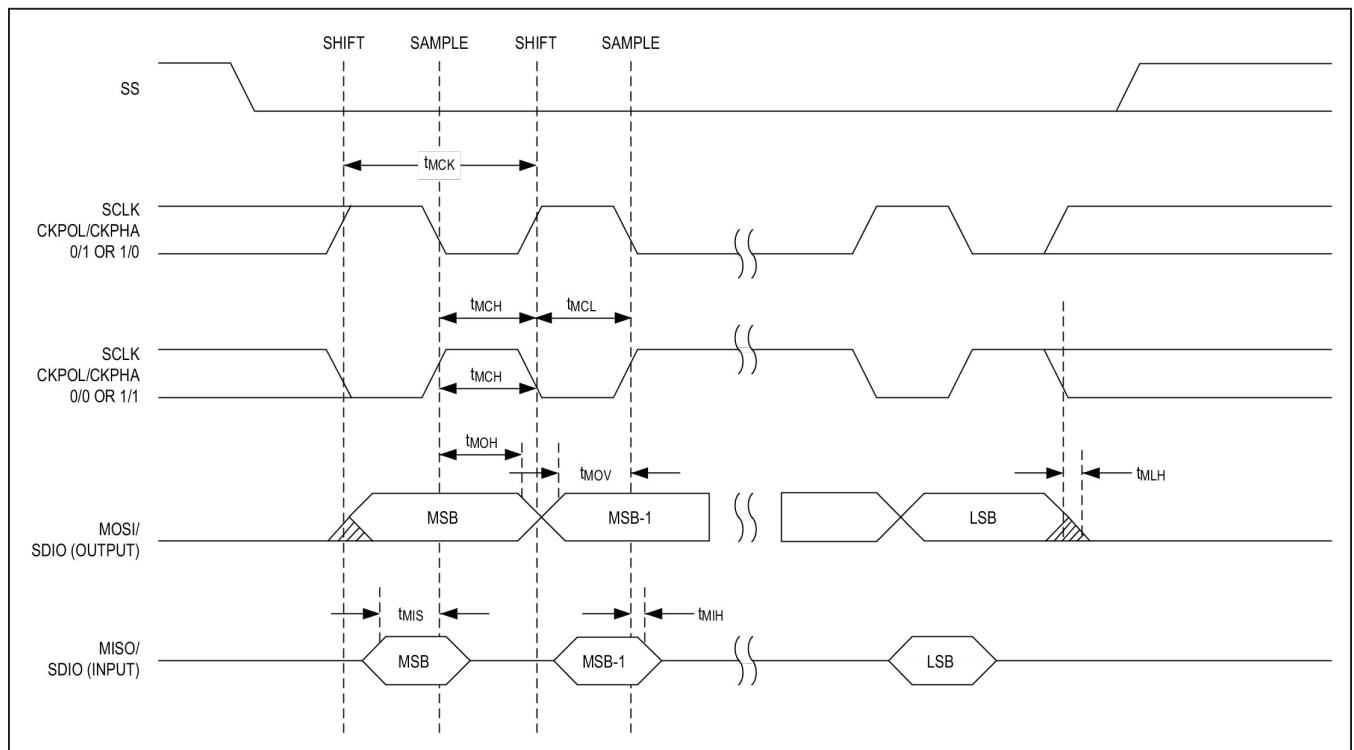 SHIFT SAMPLE SHIFT SAMPLE
SS
tMCK
SCLK
CKPOL/CKPHA
0/1 OR 1/0
tMCH tMCL
SCLK
CKPOL/CKPHA
0/0 OR 1/1
tMCH
tMOH
tMOV
tMLH
MOSI/
SDIO (OUTPUT)
MSB MSB-1 LSB
tMIS
tMIH
MISO/
SDIO (INPUT)
MSB MSB-1 LSB